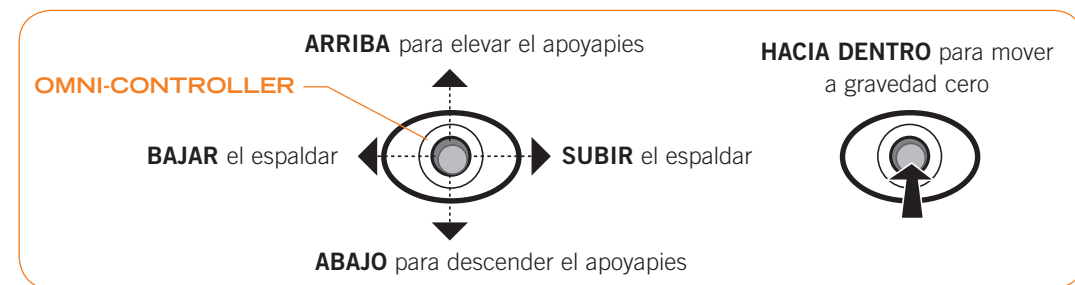 ARRIBA para elevar el apoyapies
OMNI-CONTROLLER
BAJAR el espaldar
SUBIR el espaldar
ABAJO para descender el apoyapies
HACIA DENTRO para mover
a gravedad cero